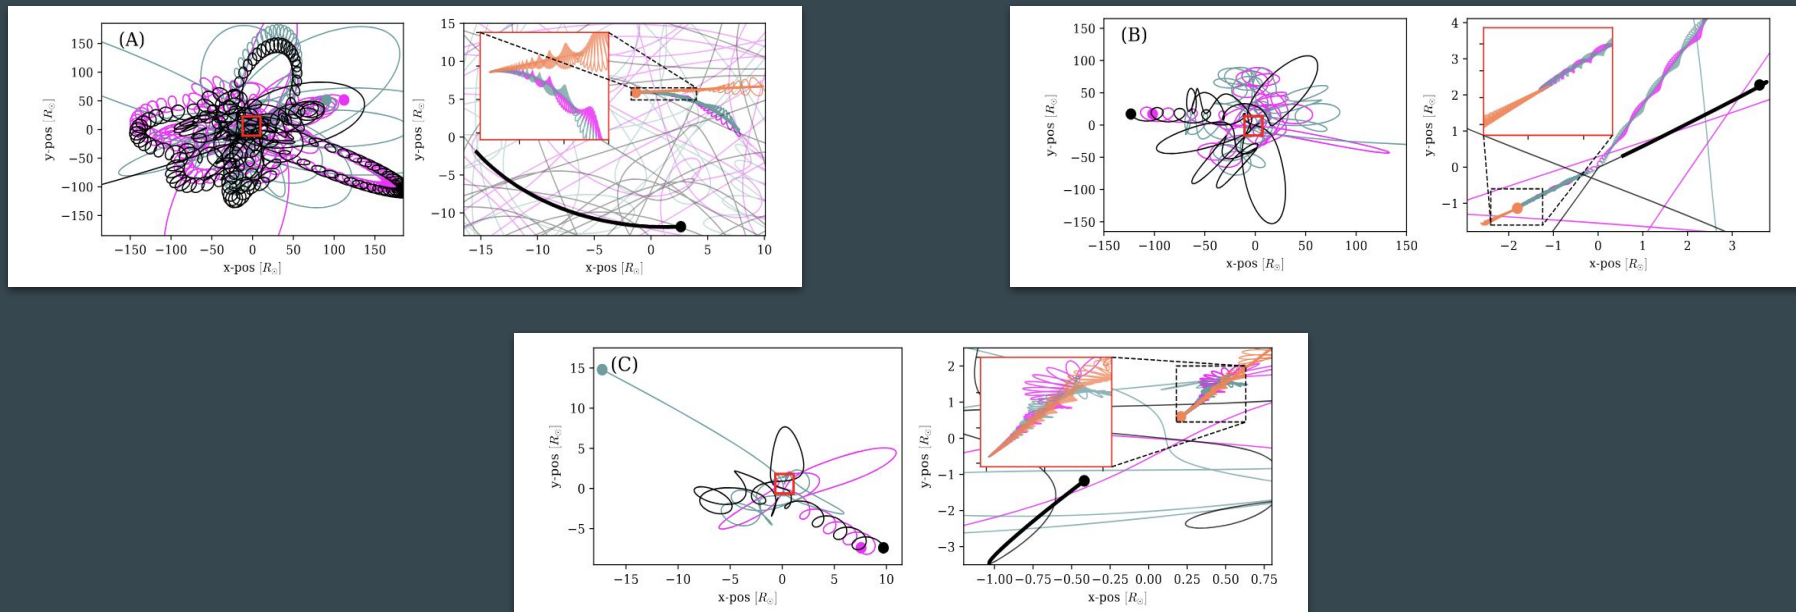 (A)
150
100
50
0
−50
−100
−150
y-pos [R☉]
−150 −100 −50 0 50 100 150
x-pos [R☉]
15
10
5
0
−5
−10
y-pos [R☉]
−15 −10 −5 0 5 10
x-pos [R☉]
(B)
150
100
50
0
−50
−100
−150
y-pos [R☉]
−150 −100 −50 0 50 100 150
x-pos [R☉]
4
3
2
1
0
−1
y-pos [R☉]
−2 −1 0 1 2 3
x-pos [R☉]
(C)
15
10
5
0
−5
y-pos [R☉]
−15 −10 −5 0 5 10
x-pos [R☉]
2
1
0
−1
−2
−3
y-pos [R☉]
−1.00 −0.75 −0.50 −0.25 0.00 0.25 0.50 0.75
x-pos [R☉]